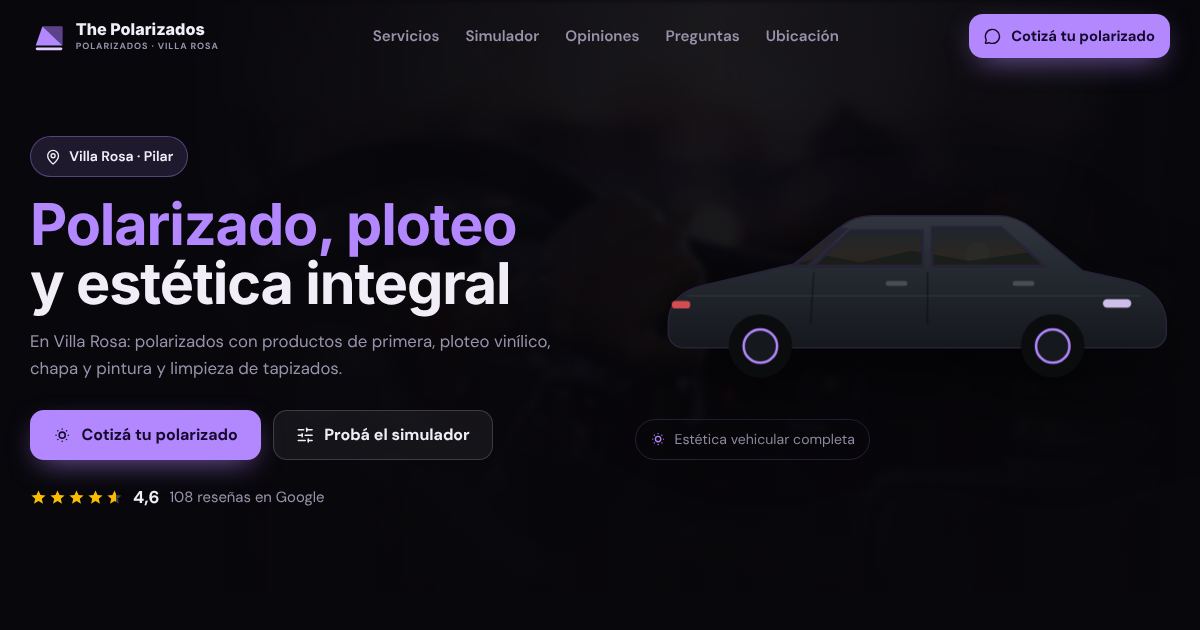 The Polarizados
POLARIZADOS · VILLA ROSA
Servicios
Simulador
Opiniones
Preguntas
Ubicación
Cotizá tu polarizado
Villa Rosa · Pilar
Polarizado, ploteo
y estética integral
En Villa Rosa: polarizados con productos de primera, ploteo vinílico,
chapa y pintura y limpieza de tapizados.
Cotizá tu polarizado
Probá el simulador
Estética vehicular completa
4,6 108 reseñas en Google